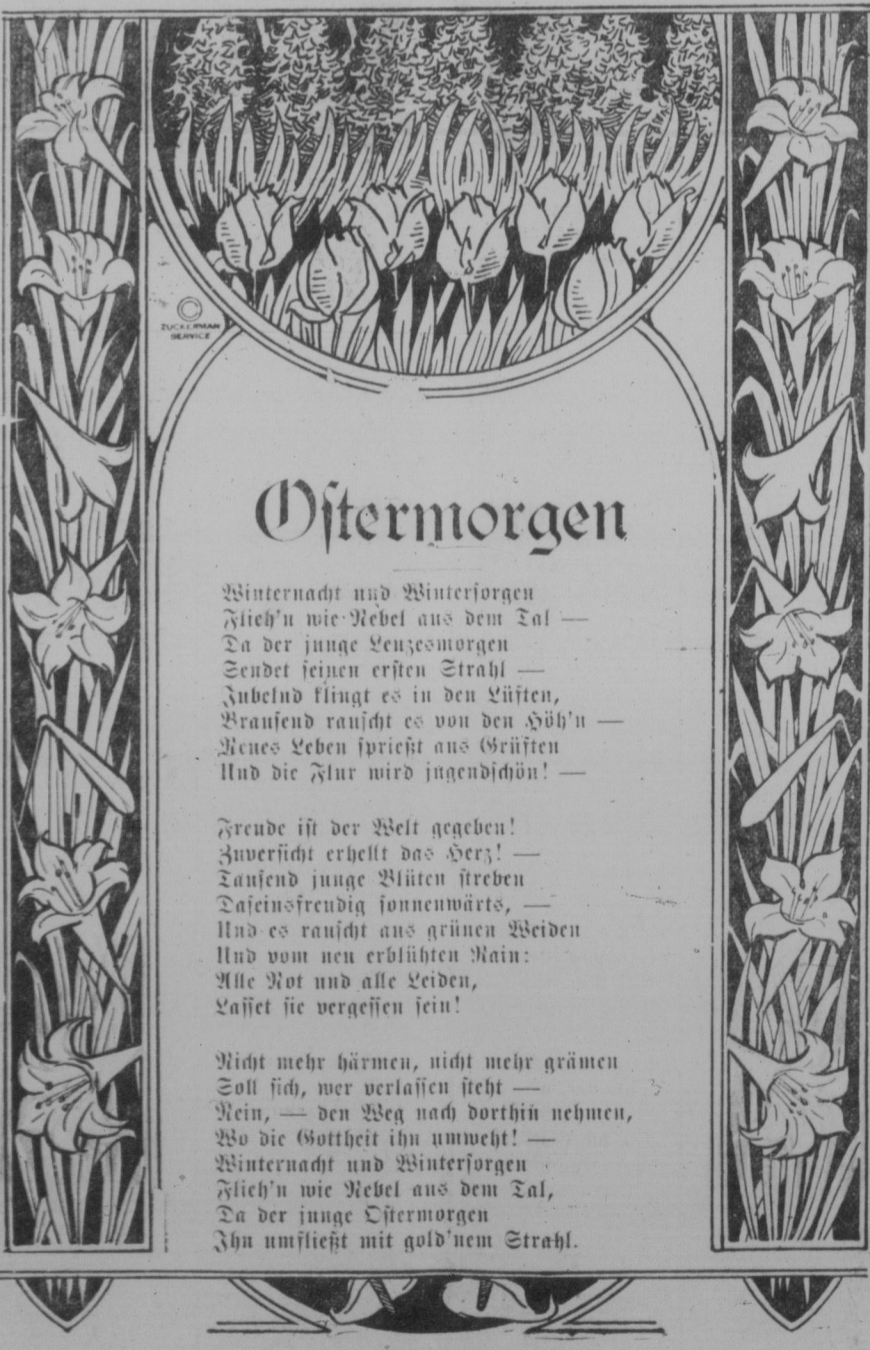 ©
ZUCKERMAN
SERVICE
Ostermorgen
Winternacht und Wintersorgen
Flieh'n wie Nebel aus dem Tal —
Da der junge Lenzesmorgen
Sendet seinen ersten Strahl —
Jubelnd klingt es in den Lüften,
Brausend rauscht es von den Höh'n —
Neues Leben sprießt aus Grüften
Und die Flur wird jugendschön! —
Freude ist der Welt gegeben!
Zuversicht erhellt das Herz! —
Tausend junge Blüten streben
Daseinsfreudig sonnenwärts, —
Und es rauscht aus grünen Weiden
Und vom neu erblühten Rain:
Alle Not und alle Leiden,
Lasset sie vergessen sein!
Nicht mehr härmen, nicht mehr grämen
Soll sich, wer verlassen steht —
Nein, — den Weg nach dorthin nehmen,
Wo die Gottheit ihn umweht! —
Winternacht und Wintersorgen
Flieh'n wie Nebel aus dem Tal,
Da der junge Ostermorgen
Ihn umfließt mit gold'nem Strahl.